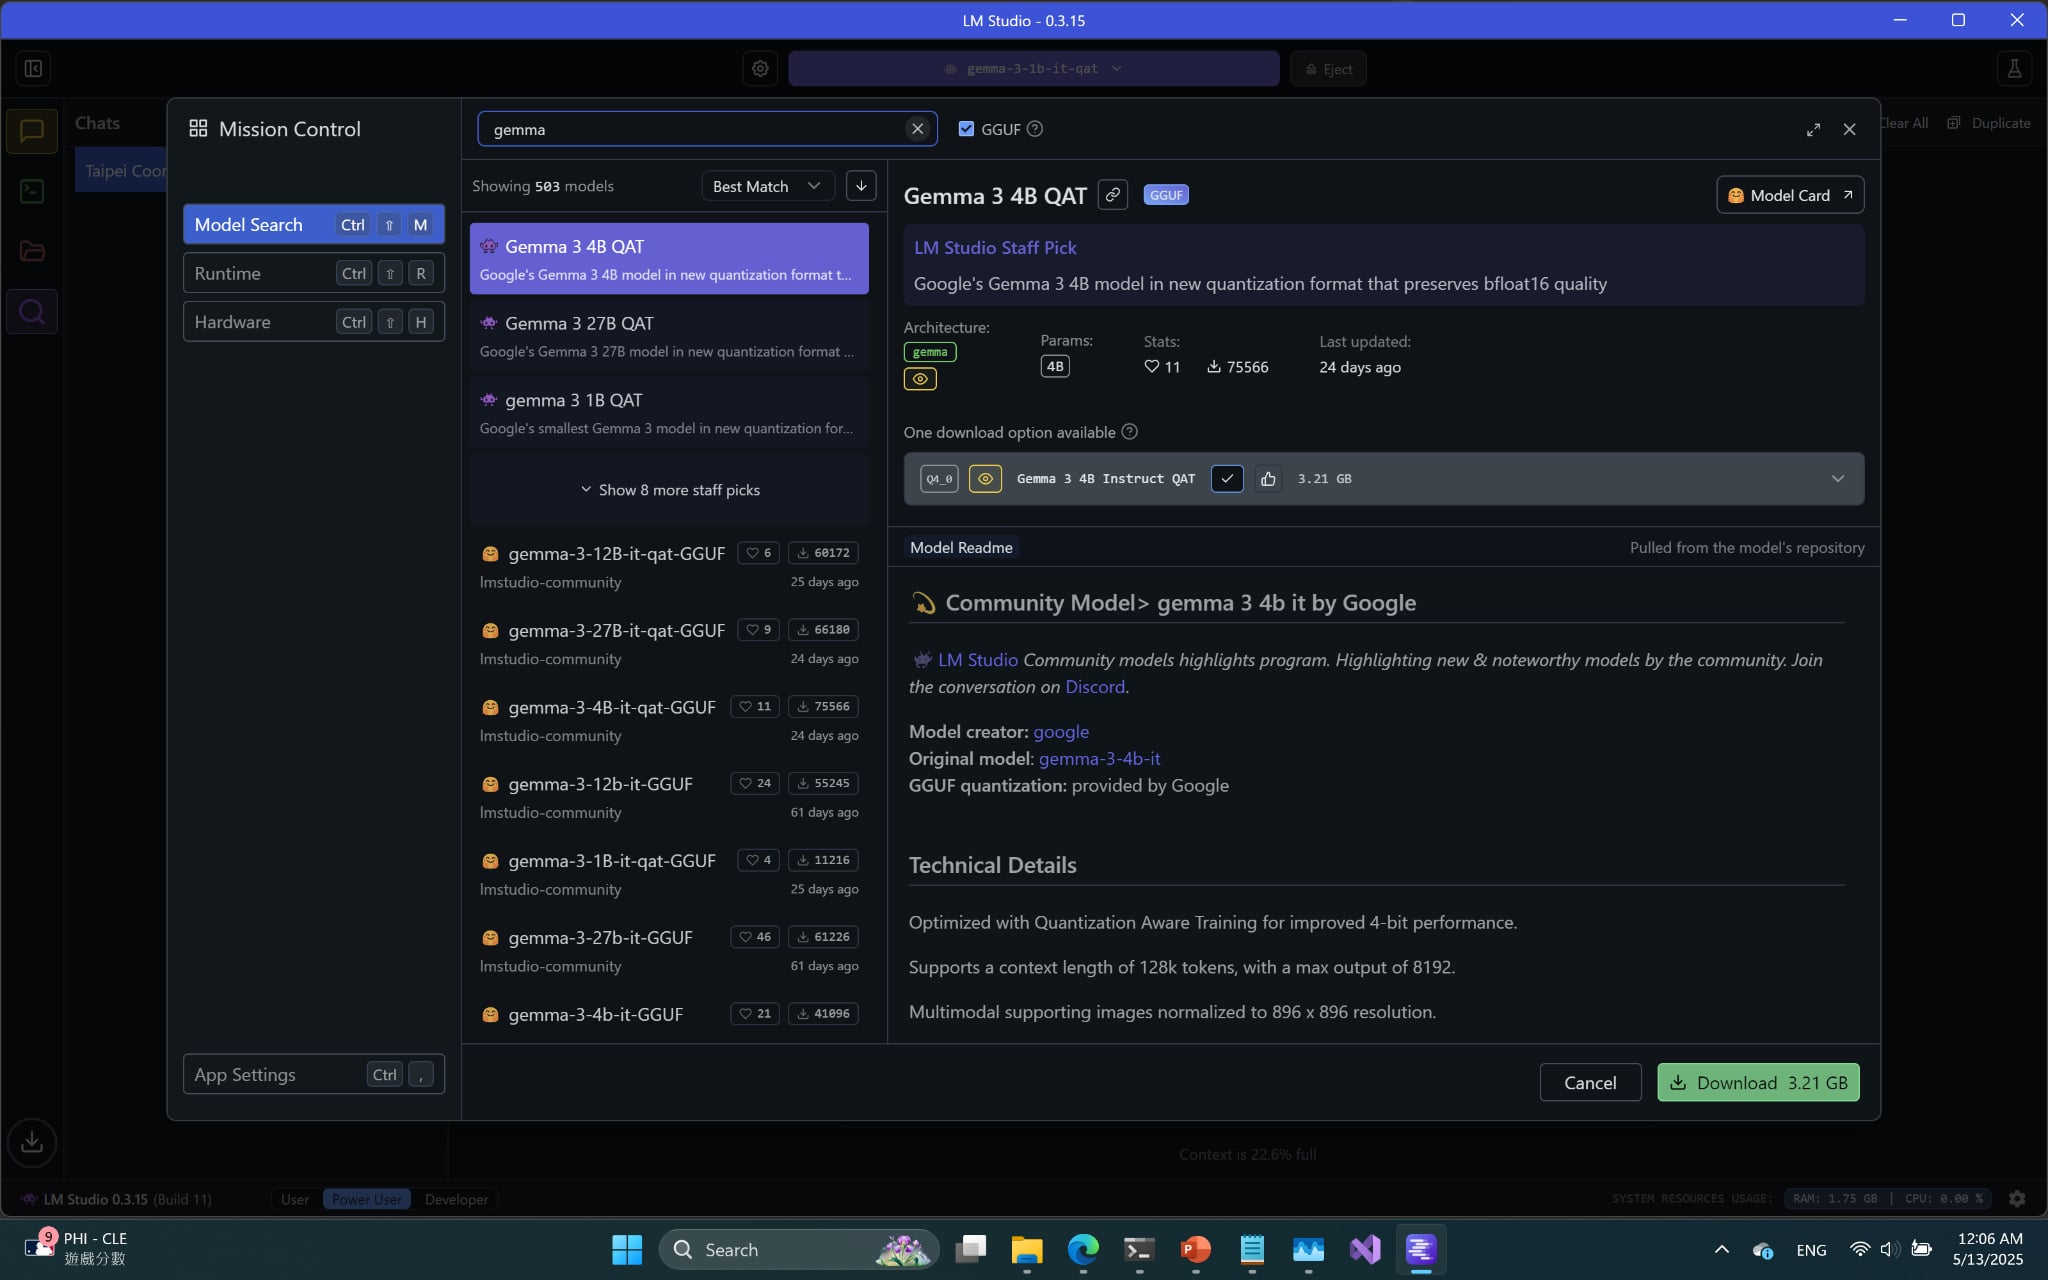 LM Studio - 0.3.15
gemma-3-1b-it-qat
Eject
Chats
Clear All
Duplicate
Taipei Coor
Mission Control
Model Search Ctrl ⇧ M
Runtime Ctrl ⇧ R
Hardware Ctrl ⇧ H
App Settings Ctrl ,
gemma
GGUF
Showing 503 models
Best Match
Gemma 3 4B QAT
Google's Gemma 3 4B model in new quantization format t...
Gemma 3 27B QAT
Google's Gemma 3 27B model in new quantization format ...
gemma 3 1B QAT
Google's smallest Gemma 3 model in new quantization for...
Show 8 more staff picks
gemma-3-12B-it-qat-GGUF 6 60172
lmstudio-community 25 days ago
gemma-3-27B-it-qat-GGUF 9 66180
lmstudio-community 24 days ago
gemma-3-4B-it-qat-GGUF 11 75566
lmstudio-community 24 days ago
gemma-3-12b-it-GGUF 24 55245
lmstudio-community 61 days ago
gemma-3-1B-it-qat-GGUF 4 11216
lmstudio-community 25 days ago
gemma-3-27b-it-GGUF 46 61226
lmstudio-community 61 days ago
gemma-3-4b-it-GGUF 21 41096
Gemma 3 4B QAT GGUF
Model Card
LM Studio Staff Pick
Google's Gemma 3 4B model in new quantization format that preserves bfloat16 quality
Architecture: Params: Stats: Last updated:
gemma 4B 11 75566 24 days ago
One download option available
Q4_0 Gemma 3 4B Instruct QAT 3.21 GB
Model Readme Pulled from the model's repository
Community Model> gemma 3 4b it by Google
LM Studio Community models highlights program. Highlighting new & noteworthy models by the community. Join
the conversation on Discord.
Model creator: google
Original model: gemma-3-4b-it
GGUF quantization: provided by Google
Technical Details
Optimized with Quantization Aware Training for improved 4-bit performance.
Supports a context length of 128k tokens, with a max output of 8192.
Multimodal supporting images normalized to 896 x 896 resolution.
Cancel
Download 3.21 GB
Context is 22.6% full
LM Studio 0.3.15 (Build 11)
User Power User Developer
SYSTEM RESOURCES USAGE: RAM: 1.75 GB | CPU: 0.00 %
9
PHI - CLE
遊戲分數
Search
ENG
12:06 AM
5/13/2025